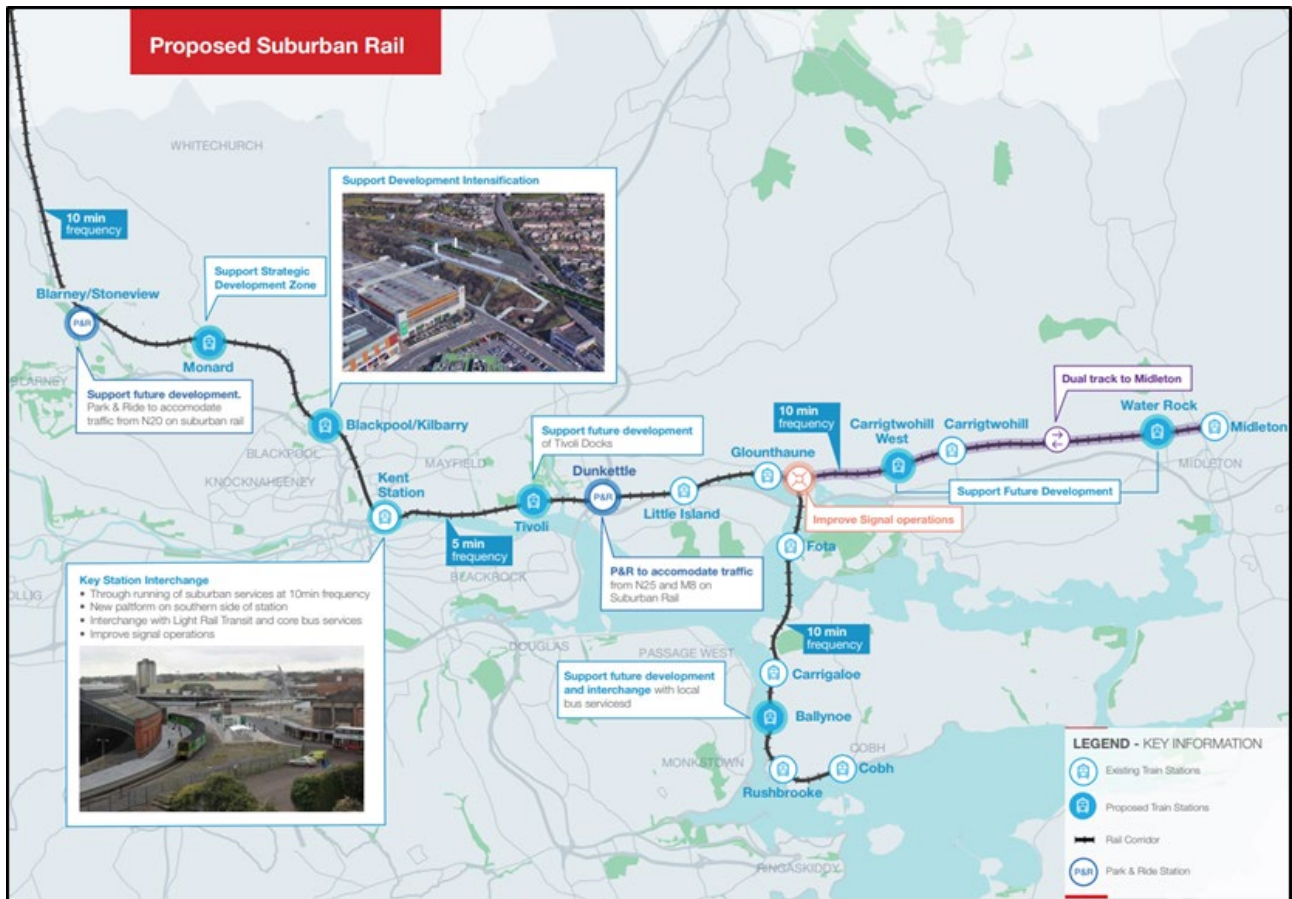 Proposed Suburban Rail
WHITECHURCH
10 min
frequency
Support Development Intensification
Support Strategic
Development Zone
Blarney/Stoneview
P&R
Monard
BLARNEY
Support future development.
Park & Ride to accomodate
traffic from N20 on suburban rail
Blackpool/Kilbarry
BLACKPOOL
MAYFIELD
KNOCKNAHEENEY
Kent
Station
Support future development
of Tivoli Docks
Tivoli
5 min
frequency
Dunkettle
P&R
Little Island
Glounthaune
10 min
frequency
Carrigtwohill
West
Carrigtwohill
Dual track to Midleton
Water Rock
Midleton
MIDLETON
Support Future Development
Improve Signal operations
Fota
P&R to accomodate traffic
from N25 and M8 on
Suburban Rail
BLACKROCK
OLLIG
Key Station Interchange
• Through running of suburban services at 10min frequency
• New paltform on southern side of station
• Interchange with Light Rail Transit and core bus services
• Improve signal operations
DOUGLAS
PASSAGE WEST
10 min
frequency
Support future development
and interchange with local
bus servicesd
Carrigaloe
Ballynoe
MONKSTOWN
COBH
Rushbrooke
Cobh
RINGASKIDDY
LEGEND - KEY INFORMATION
Existing Train Stations
Proposed Train Stations
Rail Corridor
P&R
Park & Ride Station